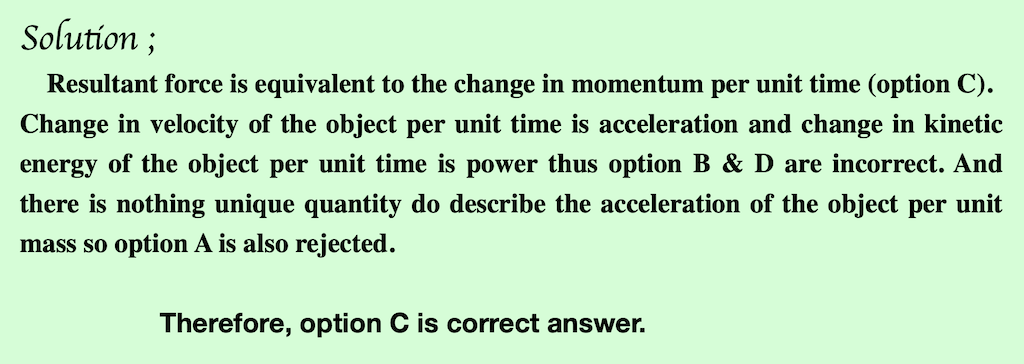 Solution ;
Resultant force is equivalent to the change in momentum per unit time (option C).
Change in velocity of the object per unit time is acceleration and change in kinetic
energy of the object per unit time is power thus option B & D are incorrect. And
there is nothing unique quantity do describe the acceleration of the object per unit
mass so option A is also rejected.
Therefore, option C is correct answer.